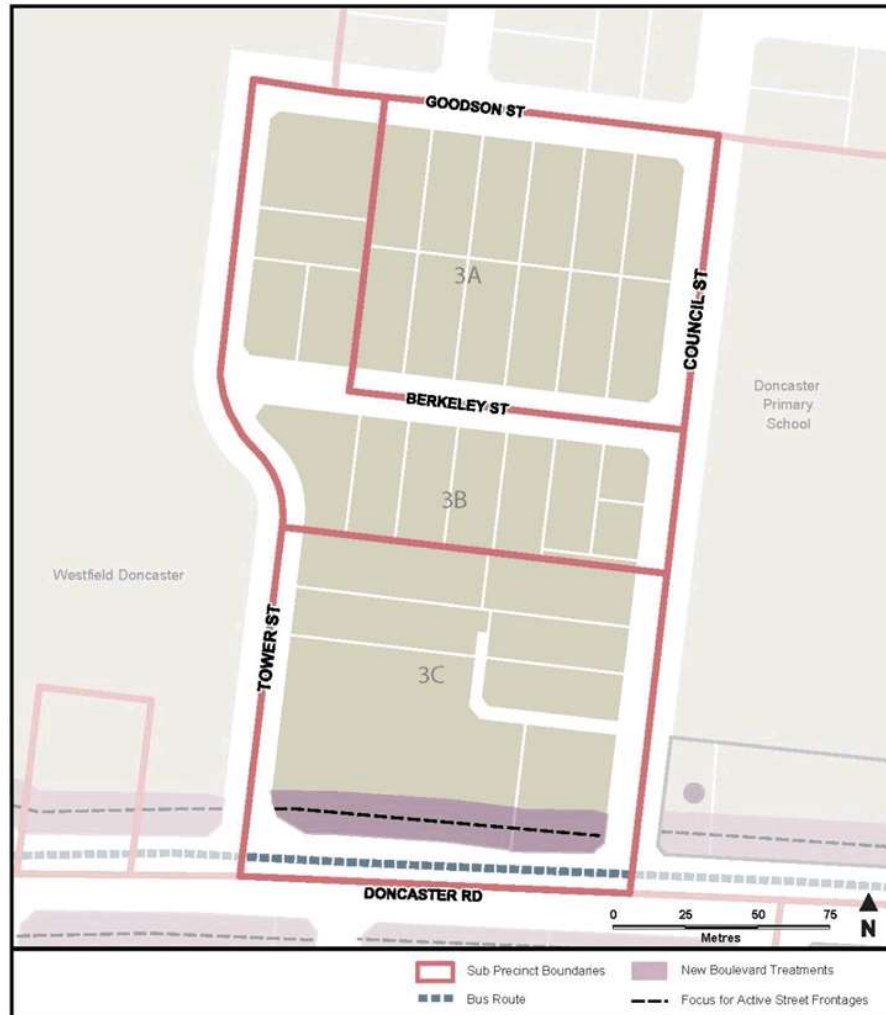 GOODSON ST
3A
COUNCIL ST
Doncaster
Primary
School
BERKELEY ST
3B
Westfield Doncaster
TOWER ST
3C
DONCASTER RD
0 25 50 75
Metres
N
Sub Precinct Boundaries
New Boulevard Treatments
Bus Route
Focus for Active Street Frontages